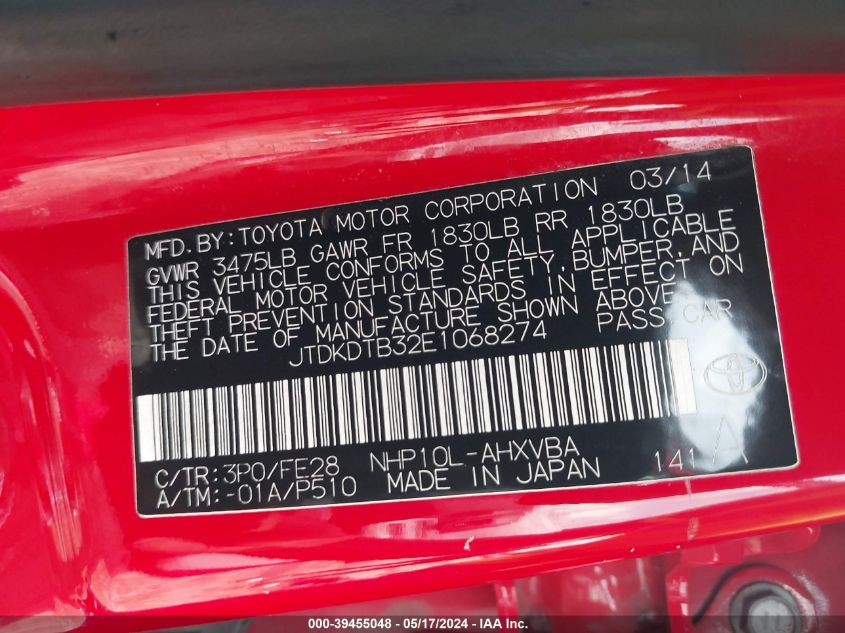 MFD. BY: TOYOTA MOTOR CORPORATION 03/14
GVWR 3475LB GAWR FR 1830LB RR 1830LB
THIS VEHICLE CONFORMS TO ALL APPLICABLE
FEDERAL MOTOR VEHICLE SAFETY, BUMPER, AND
THEFT PREVENTION STANDARDS IN EFFECT ON
THE DATE OF MANUFACTURE SHOWN ABOVE.
JTDKDTB32E1068274 PASS CAR
C/TR: 3P0/FE28 NHP10L-AHXVBA
A/TM: -01A/P510 MADE IN JAPAN 141 A
000-39455048 - 05/17/2024 - IAA Inc.